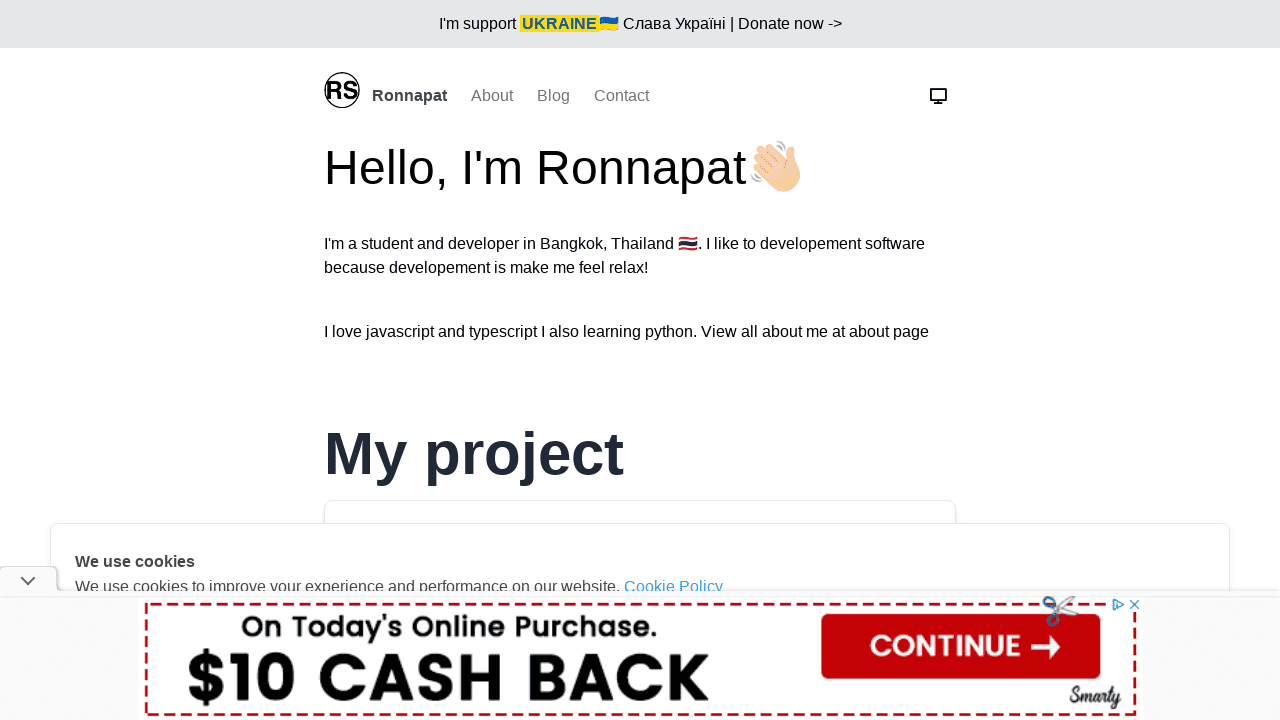 I'm support UKRAINE🇺🇦 Слава Україні | Donate now ->
RS Ronnapat About Blog Contact
Hello, I'm Ronnapat👋🏻
I'm a student and developer in Bangkok, Thailand 🇹🇭. I like to developement software
because developement is make me feel relax!
I love javascript and typescript I also learning python. View all about me at about page
My project
We use cookies
We use cookies to improve your experience and performance on our website. Cookie Policy
On Today's Online Purchase.
$10 CASH BACK
CONTINUE →
Smarty